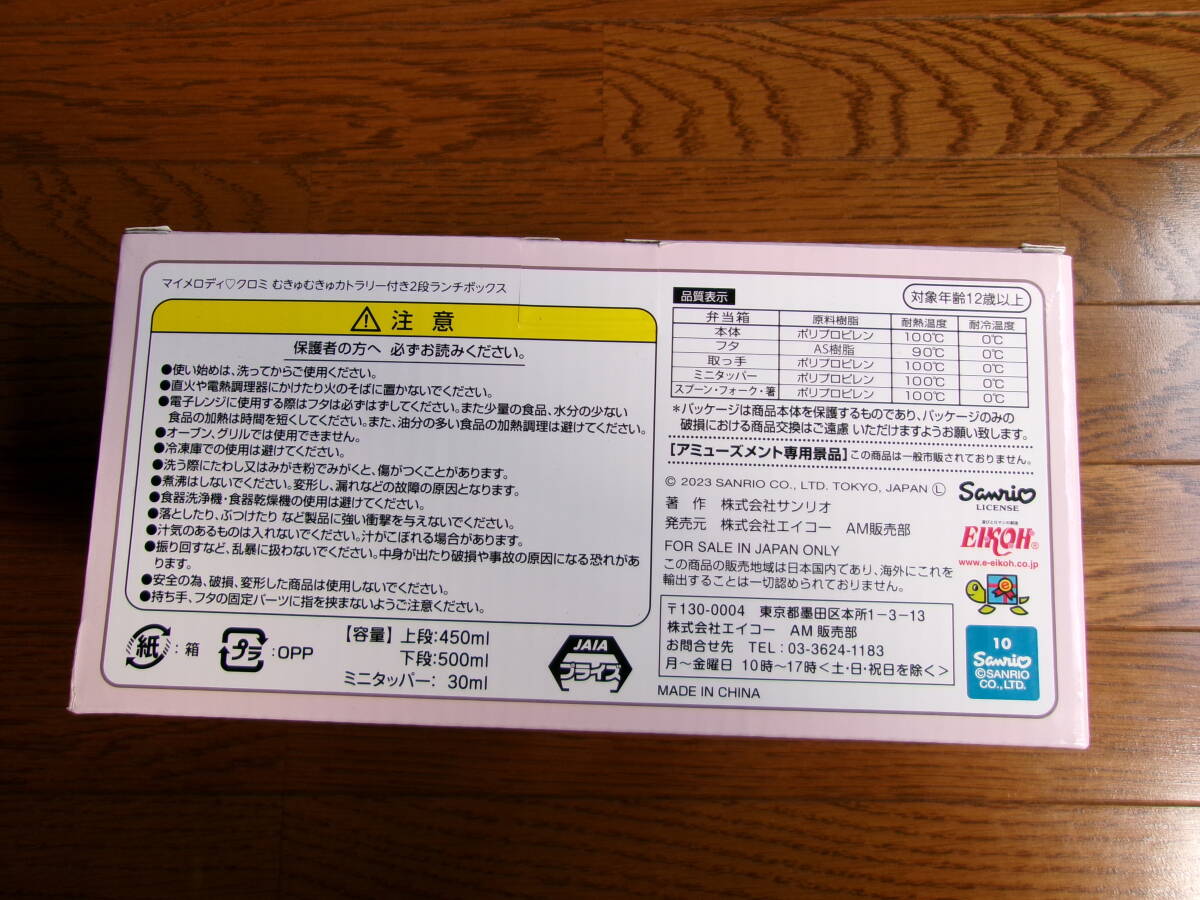 マイメロディ♡クロミ むきゅむきゅカトラリー付き2段ランチボックス
注 意
保護者の方へ 必ずお読みください。
●使い始めは、洗ってからご使用ください。
●直火や電熱調理器にかけたり火のそばに置かないでください。
●電子レンジに使用する際はフタは必ずはずしてください。また少量の食品、水分の少ない
食品の加熱は時間を短くしてください。また、油分の多い食品の加熱調理は避けてください。
●オーブン、グリルでは使用できません。
●冷凍庫での使用は避けてください。
●洗う際にたわし又はみがき粉でみがくと、傷がつくことがあります。
●煮沸はしないでください。変形し、漏れなどの故障の原因となります。
●食器洗浄機・食器乾燥機の使用は避けてください。
●落としたり、ぶつけたり など製品に強い衝撃を与えないでください。
●汁気のあるものは入れないでください。汁がこぼれる場合があります。
●振り回すなど、乱暴に扱わないでください。中身が出たり破損や事故の原因になる恐れがあ
ります。
●安全の為、破損、変形した商品は使用しないでください。
●持ち手、フタの固定パーツに指を挟まないようご注意ください。
紙 : 箱
プラ : OPP
【容量】 上段:450ml
下段:500ml
ミニタッパー: 30ml
JAIA
プライズ
品質表示
対象年齢12歳以上
弁当箱 原料樹脂 耐熱温度 耐冷温度
本体 ポリプロピレン 100℃ 0℃
フタ AS樹脂 90℃ 0℃
取っ手 ポリプロピレン 100℃ 0℃
ミニタッパー ポリプロピレン 100℃ 0℃
スプーン・フォーク・箸 ポリプロピレン 100℃ 0℃
＊パッケージは商品本体を保護するものであり、パッケージのみの
破損における商品交換はご遠慮 いただけますようお願い致します。
【アミューズメント専用景品】この商品は一般市販されておりません。
© 2023 SANRIO CO., LTD. TOKYO, JAPAN Ⓛ
著 作 株式会社サンリオ
発売元 株式会社エイコー AM販売部
FOR SALE IN JAPAN ONLY
この商品の販売地域は日本国内であり、海外にこれを
輸出することは一切認められておりません。
Sanrio
LICENSE
EIKOH®
www.e-eikoh.co.jp
〒130-0004 東京都墨田区本所1－3－13
株式会社エイコー AM 販売部
お問合せ先 TEL：03-3624-1183
月～金曜日 10時～17時＜土・日・祝日を除く＞
MADE IN CHINA
10
Sanrio
©SANRIO
CO., LTD.